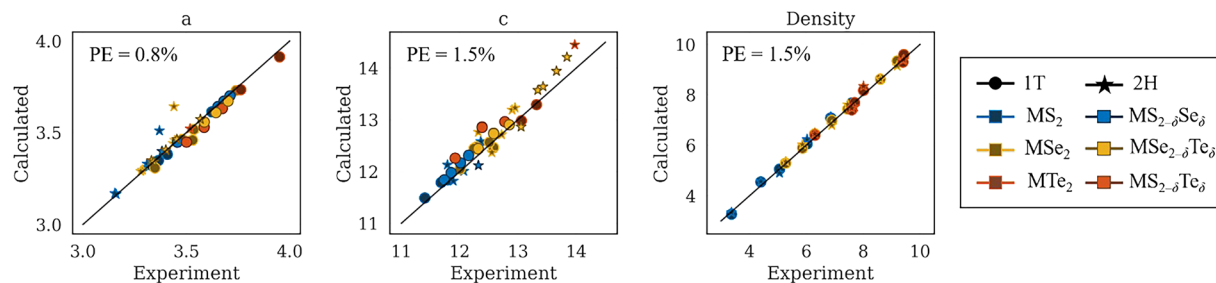 a
PE = 0.8%
4.0
3.5
3.0
Calculated
3.0 3.5 4.0
Experiment
c
PE = 1.5%
14
13
12
11
Calculated
11 12 13 14
Experiment
Density
PE = 1.5%
10
8
6
4
Calculated
4 6 8 10
Experiment
1T 2H
MS₂ MS₂₋δSeδ
MSe₂ MSe₂₋δTeδ
MTe₂ MS₂₋δTeδ